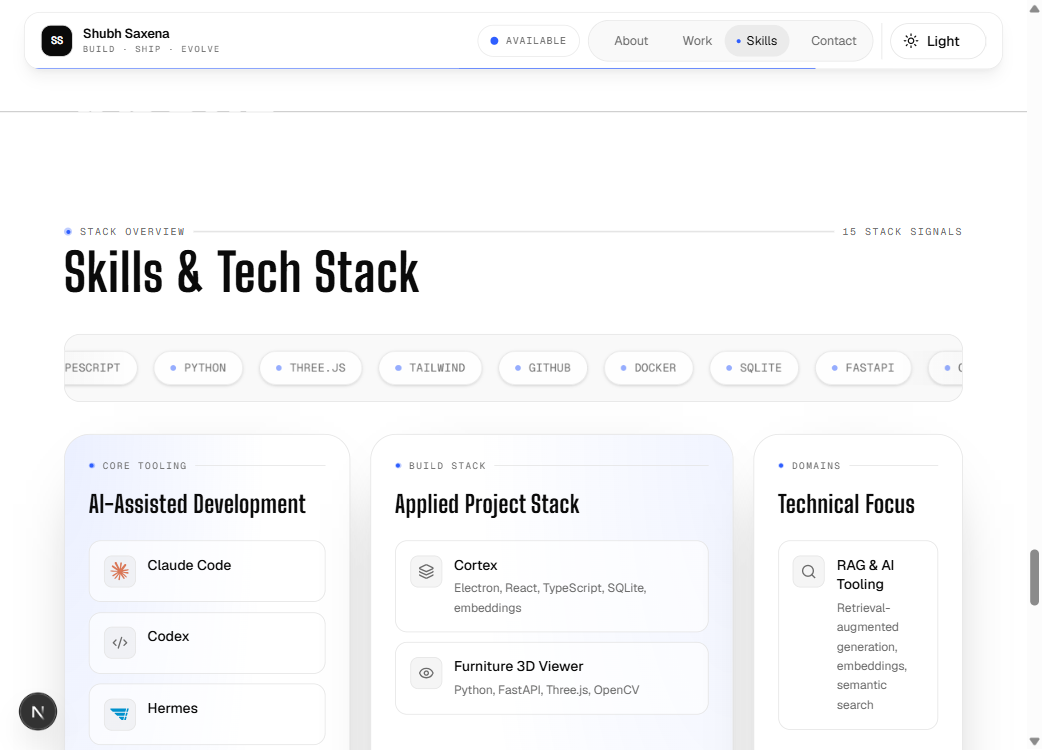 SS
Shubh Saxena
BUILD · SHIP · EVOLVE
AVAILABLE
About
Work
Skills
Contact
Light
STACK OVERVIEW
15 STACK SIGNALS
Skills & Tech Stack
PESCRIPT
PYTHON
THREE.JS
TAILWIND
GITHUB
DOCKER
SQLITE
FASTAPI
CORE TOOLING
AI-Assisted Development
Claude Code
Codex
Hermes
BUILD STACK
Applied Project Stack
Cortex
Electron, React, TypeScript, SQLite,
embeddings
Furniture 3D Viewer
Python, FastAPI, Three.js, OpenCV
DOMAINS
Technical Focus
RAG & AI
Tooling
Retrieval-
augmented
generation,
embeddings,
semantic
search
N